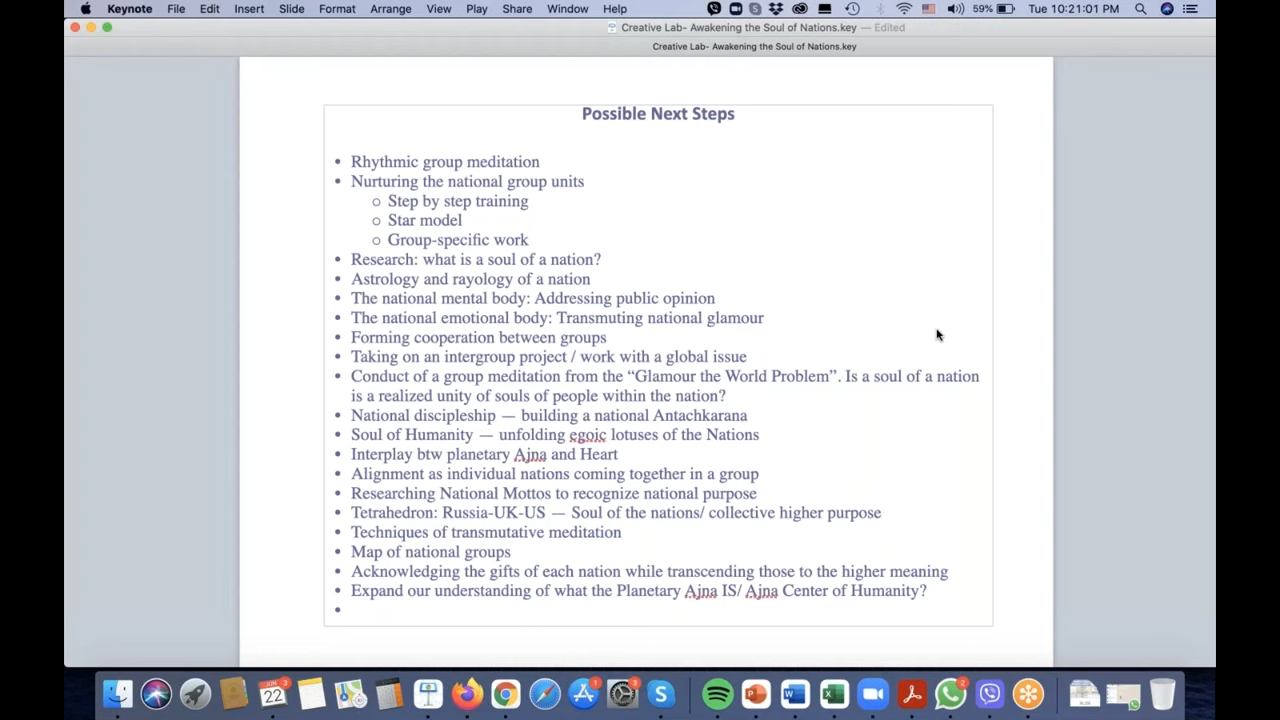 Keynote File Edit Insert Slide Format Arrange View Play Share Window Help 59% Tue 10:21:01 PM
Creative Lab- Awakening the Soul of Nations.key — Edited
Creative Lab- Awakening the Soul of Nations.key
Possible Next Steps
• Rhythmic group meditation
• Nurturing the national group units
○ Step by step training
○ Star model
○ Group-specific work
• Research: what is a soul of a nation?
• Astrology and rayology of a nation
• The national mental body: Addressing public opinion
• The national emotional body: Transmuting national glamour
• Forming cooperation between groups
• Taking on an intergroup project / work with a global issue
• Conduct of a group meditation from the “Glamour the World Problem”. Is a soul of a nation
is a realized unity of souls of people within the nation?
• National discipleship — building a national Antachkarana
• Soul of Humanity — unfolding egoic lotuses of the Nations
• Interplay btw planetary Ajna and Heart
• Alignment as individual nations coming together in a group
• Researching National Mottos to recognize national purpose
• Tetrahedron: Russia-UK-US — Soul of the nations/ collective higher purpose
• Techniques of transmutative meditation
• Map of national groups
• Acknowledging the gifts of each nation while transcending those to the higher meaning
• Expand our understanding of what the Planetary Ajna IS/ Ajna Center of Humanity?
•
JUN 22 3 1 3 2